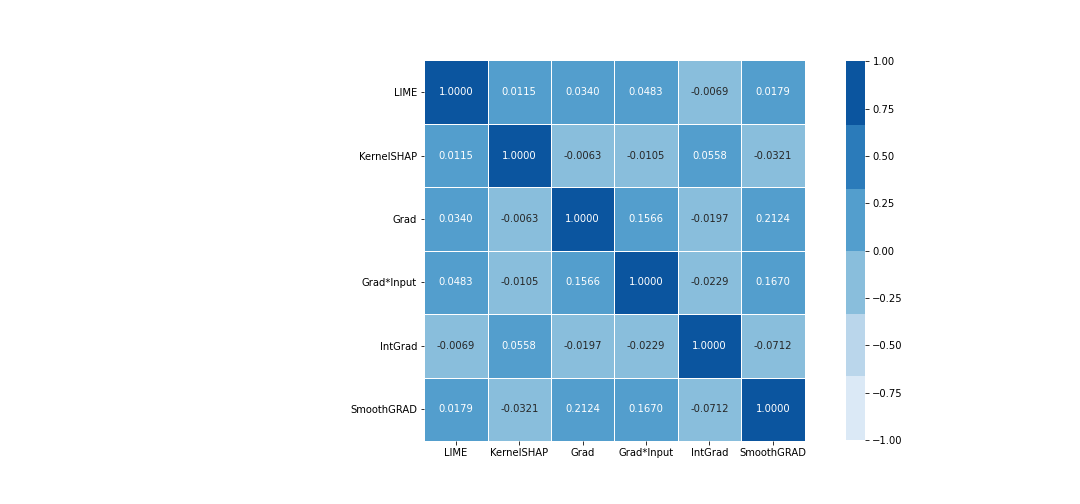 LIME 1.0000 0.0115 0.0340 0.0483 -0.0069 0.0179
KernelSHAP 0.0115 1.0000 -0.0063 -0.0105 0.0558 -0.0321
Grad 0.0340 -0.0063 1.0000 0.1566 -0.0197 0.2124
Grad*Input 0.0483 -0.0105 0.1566 1.0000 -0.0229 0.1670
IntGrad -0.0069 0.0558 -0.0197 -0.0229 1.0000 -0.0712
SmoothGRAD 0.0179 -0.0321 0.2124 0.1670 -0.0712 1.0000
LIME KernelSHAP Grad Grad*Input IntGrad SmoothGRAD
1.00
0.75
0.50
0.25
0.00
−0.25
−0.50
−0.75
−1.00